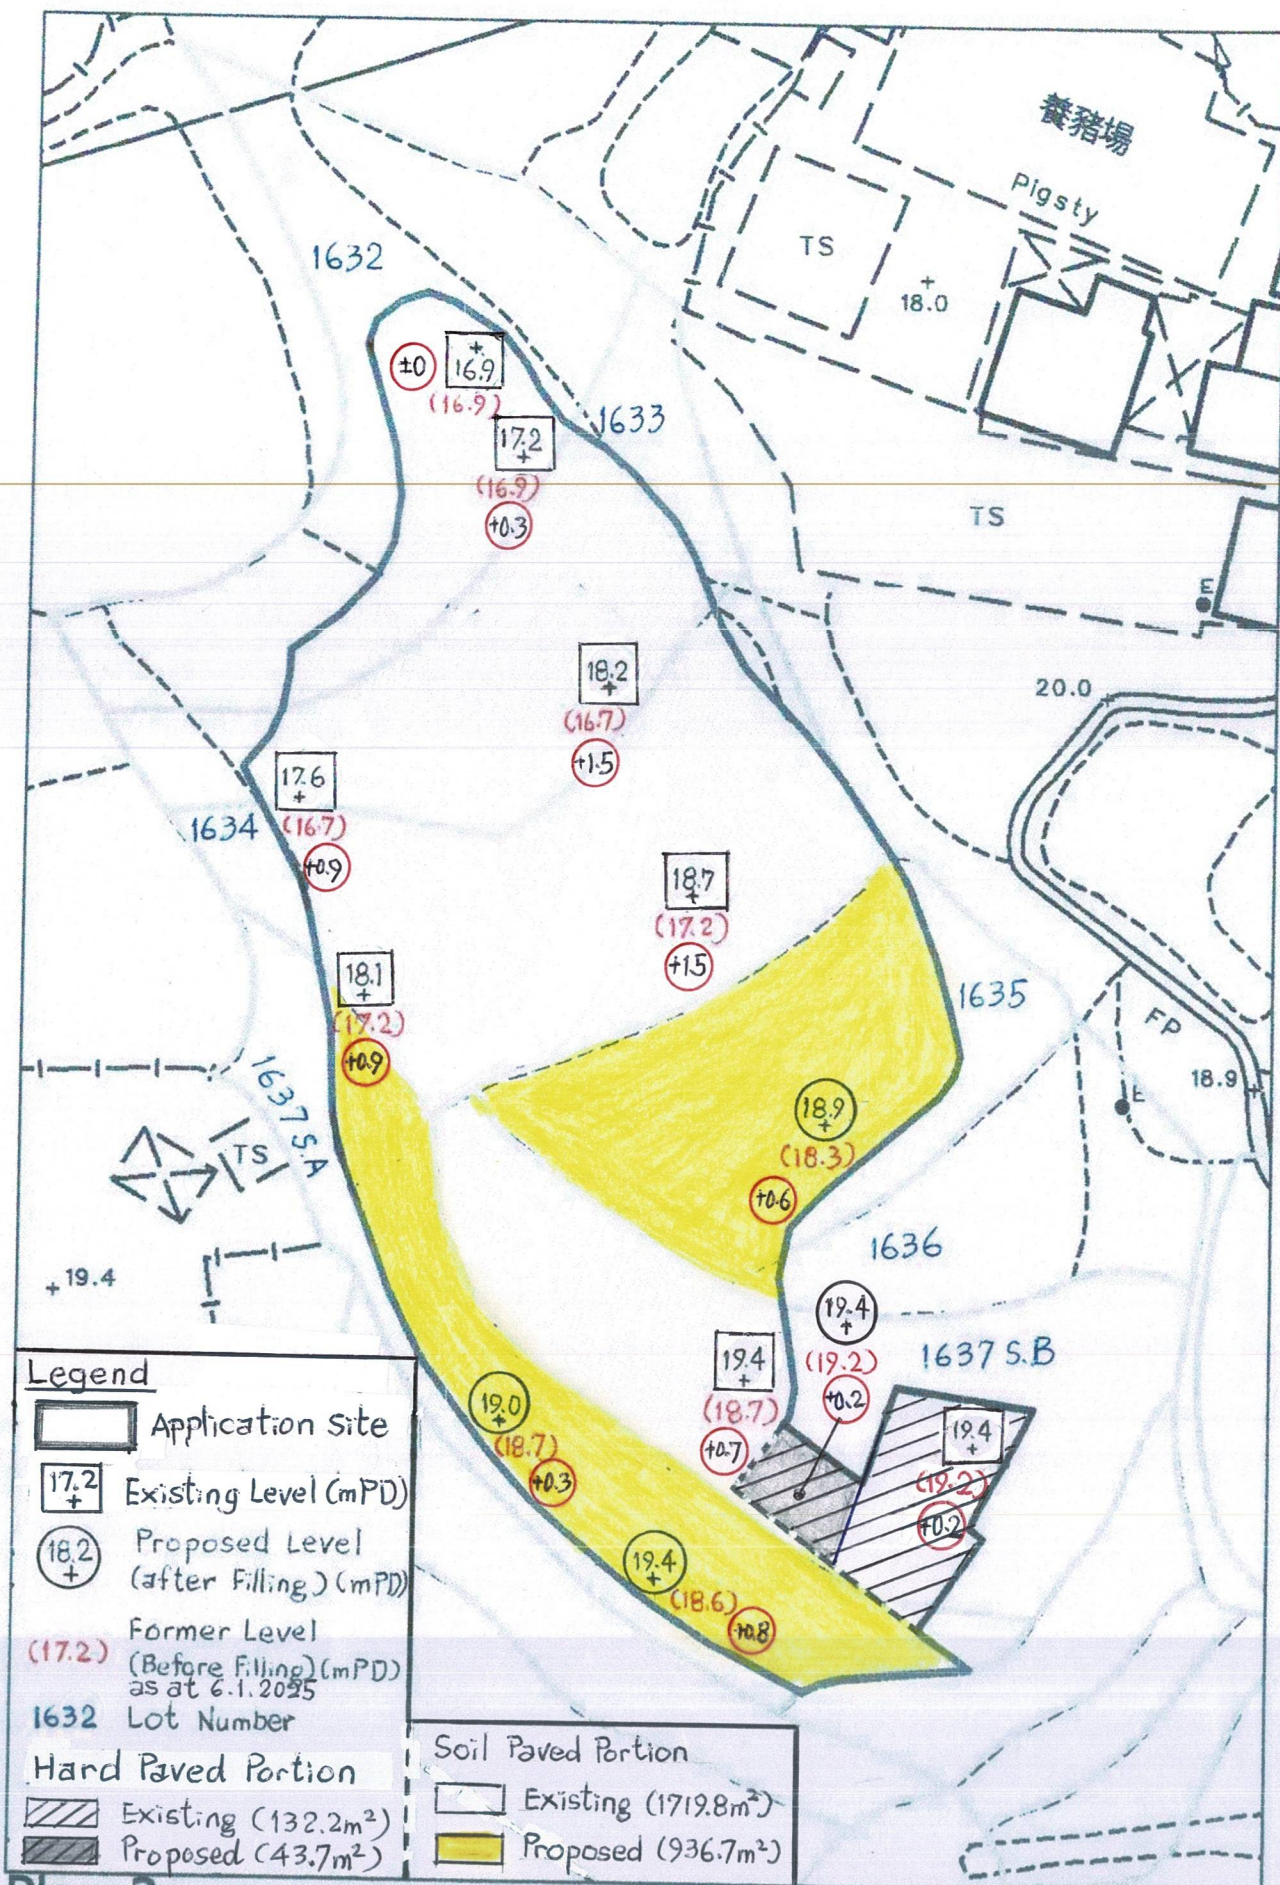 養豬場
Pigsty
TS
+
18.0
1632
±0
16.9
(16.9)
17.2
(16.9)
+0.3
1633
TS
E
18.2
(16.7)
+1.5
20.0
17.6
(16.7)
+0.9
1634
18.7
(17.2)
+1.5
18.1
(17.2)
+0.9
1635
FP
18.9
E
1637 S.A
TS
18.9
(18.3)
+0.6
1636
+19.4
19.4
(19.2)
+0.2
1637 S.B
19.4
(18.7)
+0.7
19.4
(19.2)
+0.2
19.0
(18.7)
+0.3
19.4
(18.6)
+0.8
Legend
Application Site
17.2 Existing Level (mPD)
18.2 Proposed Level
(after Filling) (mPD)
(17.2) Former Level
(Before Filling) (mPD)
as at 6.1.2025
1632 Lot Number
Hard Paved Portion
Existing (132.2m²)
Proposed (43.7m²)
Soil Paved Portion
Existing (1719.8m²)
Proposed (936.7m²)